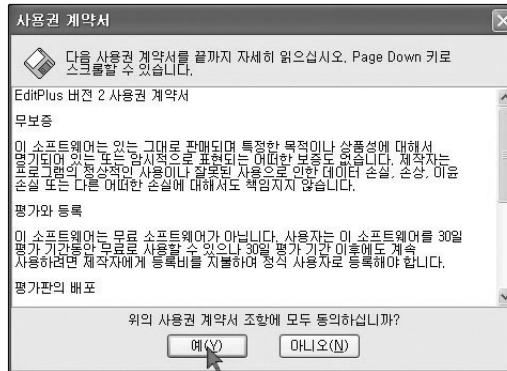 사용권 계약서
다음 사용권 계약서를 끝까지 자세히 읽으십시오. Page Down 키로
스크롤할 수 있습니다.
EditPlus 버전 2 사용권 계약서
무보증
이 소프트웨어는 있는 그대로 판매되며 특정한 목적이나 상품성에 대해서
명기되어 있는 또는 암시적으로 표현되는 어떠한 보증도 없습니다. 제작자는
프로그램의 정상적인 사용이나 잘못된 사용으로 인한 데이터 손실, 손상, 이윤
손실 또는 다른 어떠한 손실에 대해서도 책임지지 않습니다.
평가와 등록
이 소프트웨어는 무료 소프트웨어가 아닙니다. 사용자는 이 소프트웨어를 30일
평가 기간동안 무료로 사용할 수 있으나 30일 평가 기간 이후에도 계속
사용하려면 제작자에게 등록비를 지불하여 정식 사용자로 등록해야 합니다.
평가판의 배포
위의 사용권 계약서 조항에 모두 동의하십니까?
예(Y)
아니오(N)